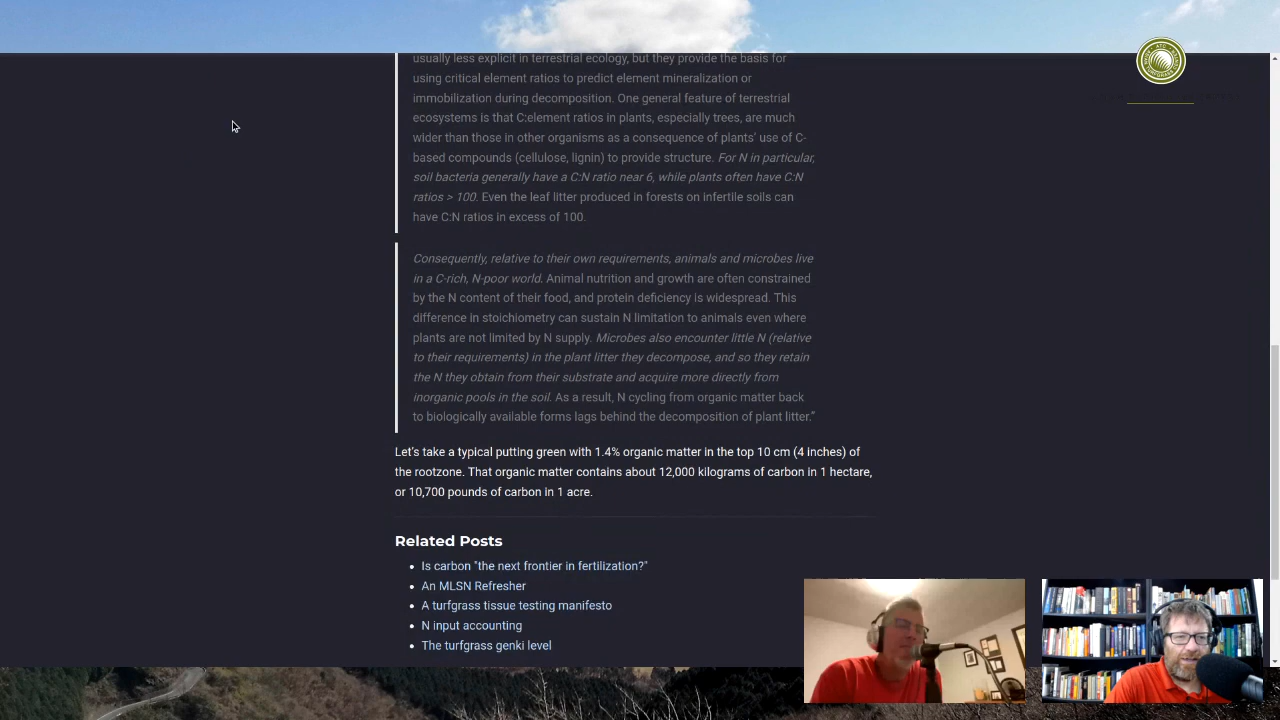 usually less explicit in terrestrial ecology, but they provide the basis for
using critical element ratios to predict element mineralization or
immobilization during decomposition. One general feature of terrestrial
ecosystems is that C:element ratios in plants, especially trees, are much
wider than those in other organisms as a consequence of plants' use of C-
based compounds (cellulose, lignin) to provide structure. For N in particular,
soil bacteria generally have a C:N ratio near 6, while plants often have C:N
ratios > 100. Even the leaf litter produced in forests on infertile soils can
have C:N ratios in excess of 100.
Consequently, relative to their own requirements, animals and microbes live
in a C-rich, N-poor world. Animal nutrition and growth are often constrained
by the N content of their food, and protein deficiency is widespread. This
difference in stoichiometry can sustain N limitation to animals even where
plants are not limited by N supply. Microbes also encounter little N (relative
to their requirements) in the plant litter they decompose, and so they retain
the N they obtain from their substrate and acquire more directly from
inorganic pools in the soil. As a result, N cycling from organic matter back
to biologically available forms lags behind the decomposition of plant litter.”
Let's take a typical putting green with 1.4% organic matter in the top 10 cm (4 inches) of
the rootzone. That organic matter contains about 12,000 kilograms of carbon in 1 hectare,
or 10,700 pounds of carbon in 1 acre.
Related Posts
• Is carbon "the next frontier in fertilization?"
• An MLSN Refresher
• A turfgrass tissue testing manifesto
• N input accounting
• The turfgrass genki level